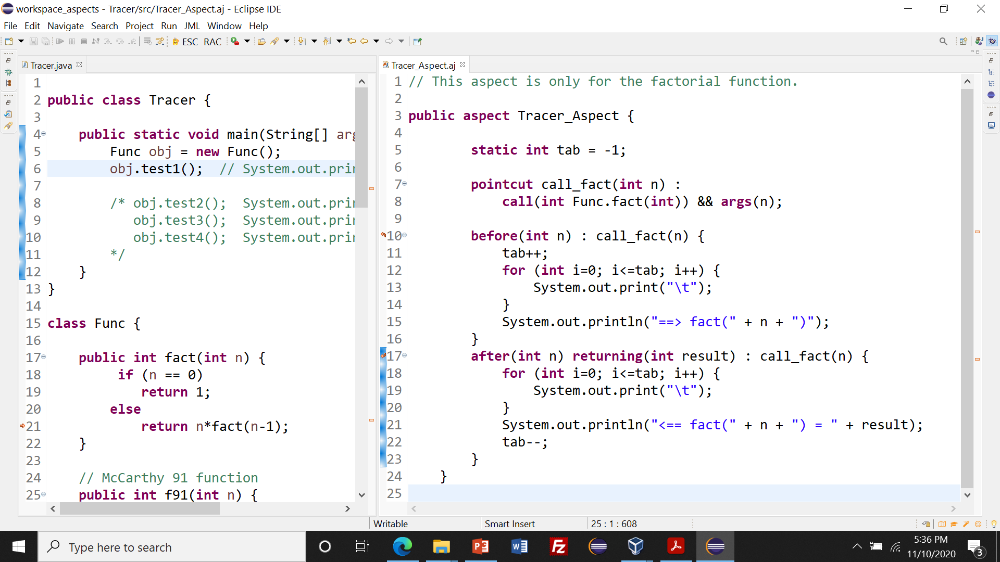 workspace_aspects - Tracer/src/Tracer_Aspect.aj - Eclipse IDE
File Edit Navigate Search Project Run JML Window Help
ESC RAC
Tracer.java
1
2 public class Tracer {
3
4 public static void main(String[] arg
5 Func obj = new Func();
6 obj.test1(); // System.out.prin
7
8 /* obj.test2(); System.out.prin
9 obj.test3(); System.out.prin
10 obj.test4(); System.out.prin
11 */
12 }
13 }
14
15 class Func {
16
17 public int fact(int n) {
18 if (n == 0)
19 return 1;
20 else
21 return n*fact(n-1);
22 }
23
24 // McCarthy 91 function
25 public int f91(int n) {
Tracer_Aspect.aj
1 // This aspect is only for the factorial function.
2
3 public aspect Tracer_Aspect {
4
5 static int tab = -1;
6
7 pointcut call_fact(int n) :
8 call(int Func.fact(int)) && args(n);
9
10 before(int n) : call_fact(n) {
11 tab++;
12 for (int i=0; i<=tab; i++) {
13 System.out.print("\t");
14 }
15 System.out.println("==> fact(" + n + ")");
16 }
17 after(int n) returning(int result) : call_fact(n) {
18 for (int i=0; i<=tab; i++) {
19 System.out.print("\t");
20 }
21 System.out.println("<== fact(" + n + ") = " + result);
22 tab--;
23 }
24 }
25
Writable Smart Insert 25 : 1 : 608
Type here to search
5:36 PM
11/10/2020
3